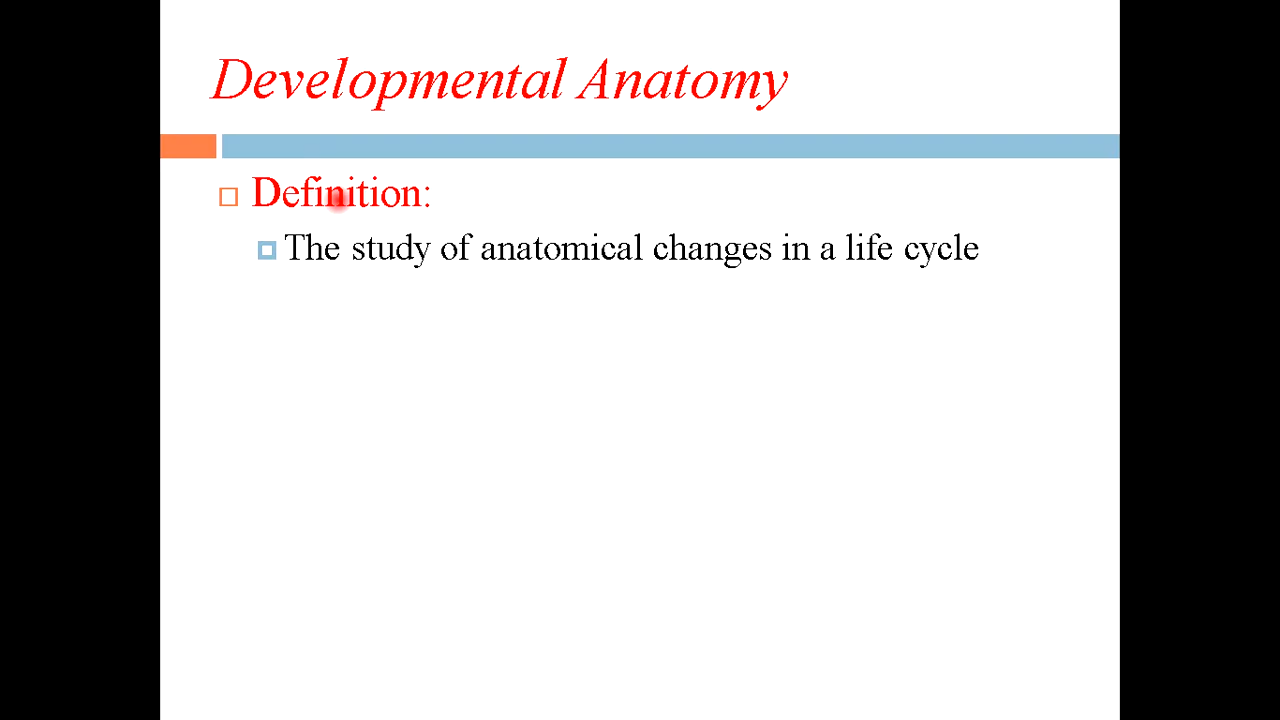 Developmental Anatomy
Definition:
The study of anatomical changes in a life cycle